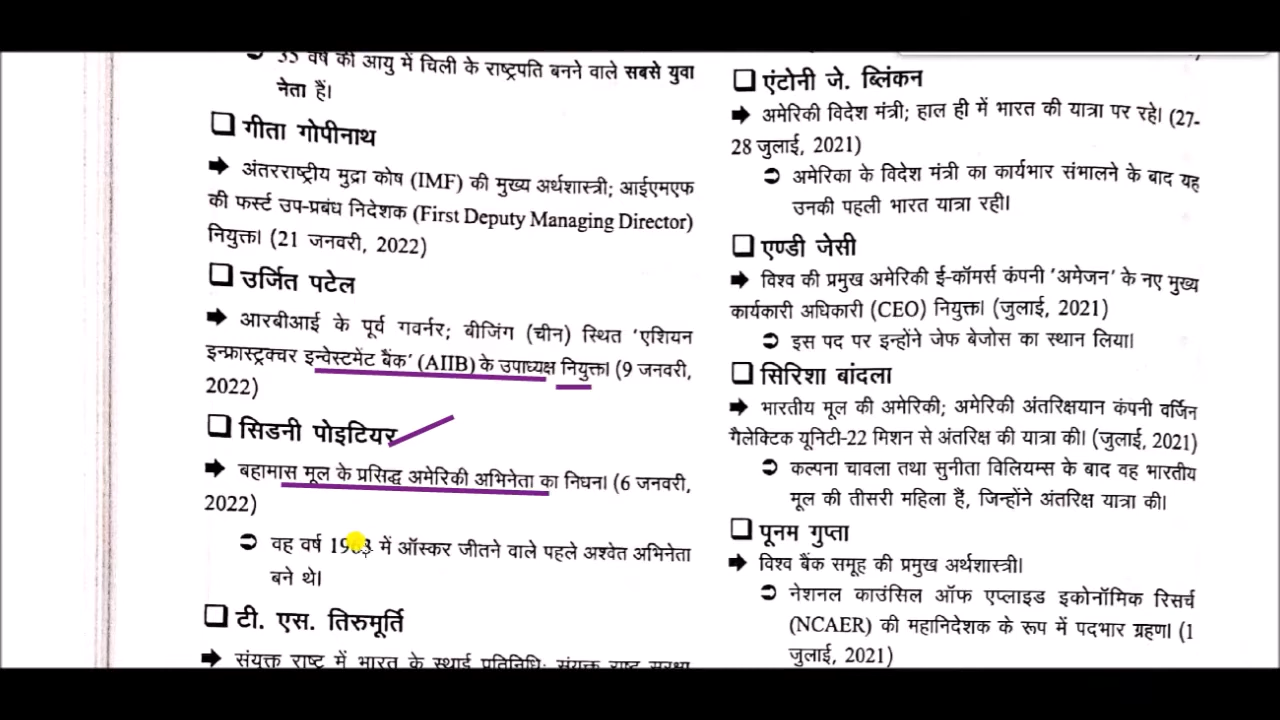 35 वर्ष की आयु में चिली के राष्ट्रपति बनने वाले सबसे युवा
नेता हैं।
❑ गीता गोपीनाथ
➡ अंतरराष्ट्रीय मुद्रा कोष (IMF) की मुख्य अर्थशास्त्री; आईएमएफ
की फर्स्ट उप-प्रबंध निदेशक (First Deputy Managing Director)
नियुक्त। (21 जनवरी, 2022)
❑ उर्जित पटेल
➡ आरबीआई के पूर्व गवर्नर; बीजिंग (चीन) स्थित 'एशियन
इन्फ्रास्ट्रक्चर इन्वेस्टमेंट बैंक' (AIIB) के उपाध्यक्ष नियुक्त। (9 जनवरी,
2022)
❑ सिडनी पोइटियर
➡ बहामास मूल के प्रसिद्ध अमेरिकी अभिनेता का निधन। (6 जनवरी,
2022)
➲ वह वर्ष 1963 में ऑस्कर जीतने वाले पहले अश्वेत अभिनेता
बने थे।
❑ टी. एस. तिरुमूर्ति
➡ संयुक्त राष्ट्र में भारत के स्थाई प्रतिनिधि; संयुक्त राष्ट्र सुरक्षा
❑ एंटोनी जे. ब्लिंकन
➡ अमेरिकी विदेश मंत्री; हाल ही में भारत की यात्रा पर रहे। (27-
28 जुलाई, 2021)
➲ अमेरिका के विदेश मंत्री का कार्यभार संभालने के बाद यह
उनकी पहली भारत यात्रा रही।
❑ एण्डी जेसी
➡ विश्व की प्रमुख अमेरिकी ई-कॉमर्स कंपनी 'अमेजन' के नए मुख्य
कार्यकारी अधिकारी (CEO) नियुक्त। (जुलाई, 2021)
➲ इस पद पर इन्होंने जेफ बेजोस का स्थान लिया।
❑ सिरिशा बांदला
➡ भारतीय मूल की अमेरिकी; अमेरिकी अंतरिक्षयान कंपनी वर्जिन
गैलेक्टिक यूनिटी-22 मिशन से अंतरिक्ष की यात्रा की। (जुलाई, 2021)
➲ कल्पना चावला तथा सुनीता विलियम्स के बाद वह भारतीय
मूल की तीसरी महिला हैं, जिन्होंने अंतरिक्ष यात्रा की।
❑ पूनम गुप्ता
➡ विश्व बैंक समूह की प्रमुख अर्थशास्त्री।
➲ नेशनल काउंसिल ऑफ एप्लाइड इकोनॉमिक रिसर्च
(NCAER) की महानिदेशक के रूप में पदभार ग्रहण। (1
जुलाई, 2021)